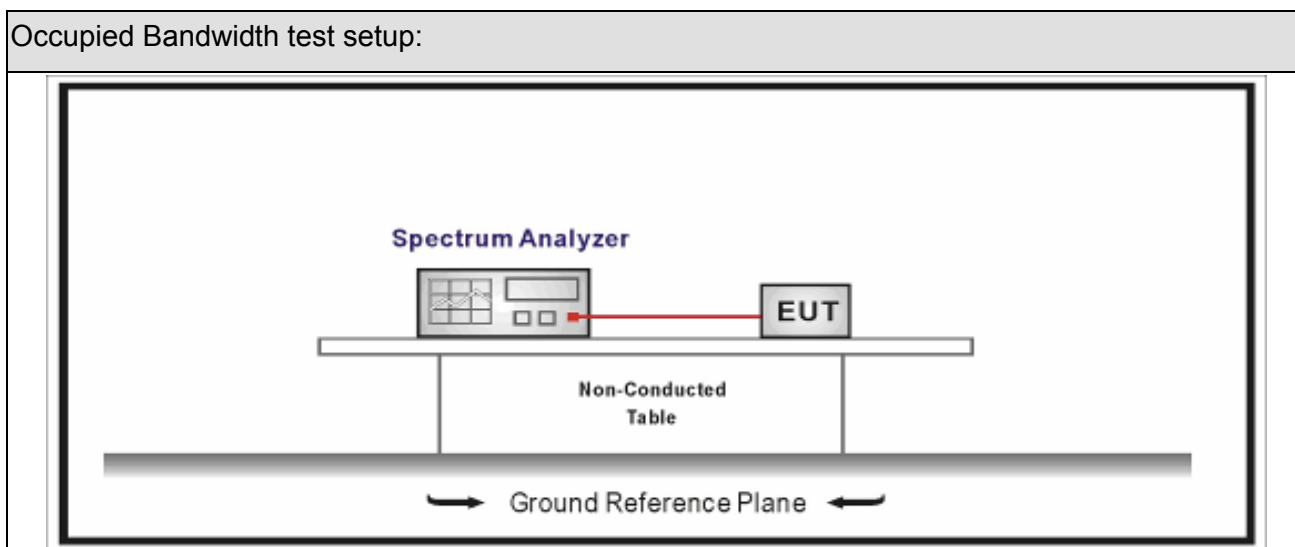 Occupied Bandwidth test setup:
Spectrum Analyzer
EUT
Non-Conducted
Table
Ground Reference Plane